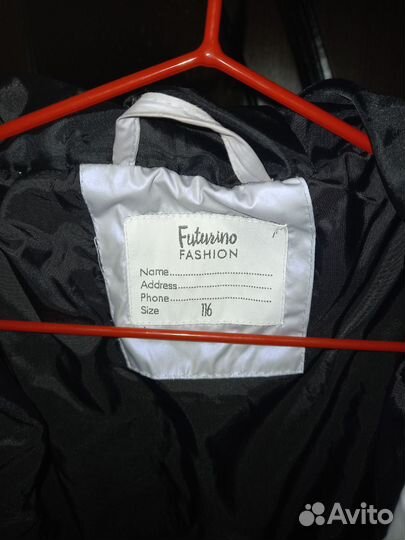 Futurino
FASHION
Name..............................
Address...........................
Phone.............................
Size 116
Avito